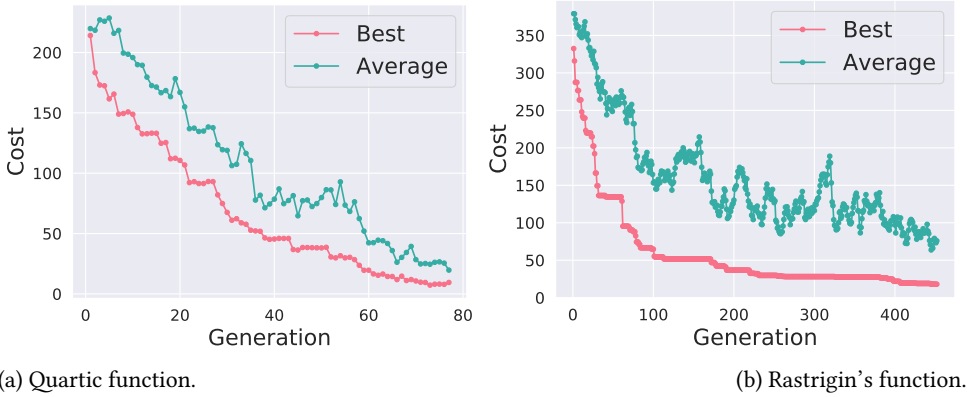 Best
Average
200
150
100
50
0
Cost
0 20 40 60 80
Generation
(a) Quartic function.
Best
Average
350
300
250
200
150
100
50
0
Cost
0 100 200 300 400
Generation
(b) Rastrigin's function.